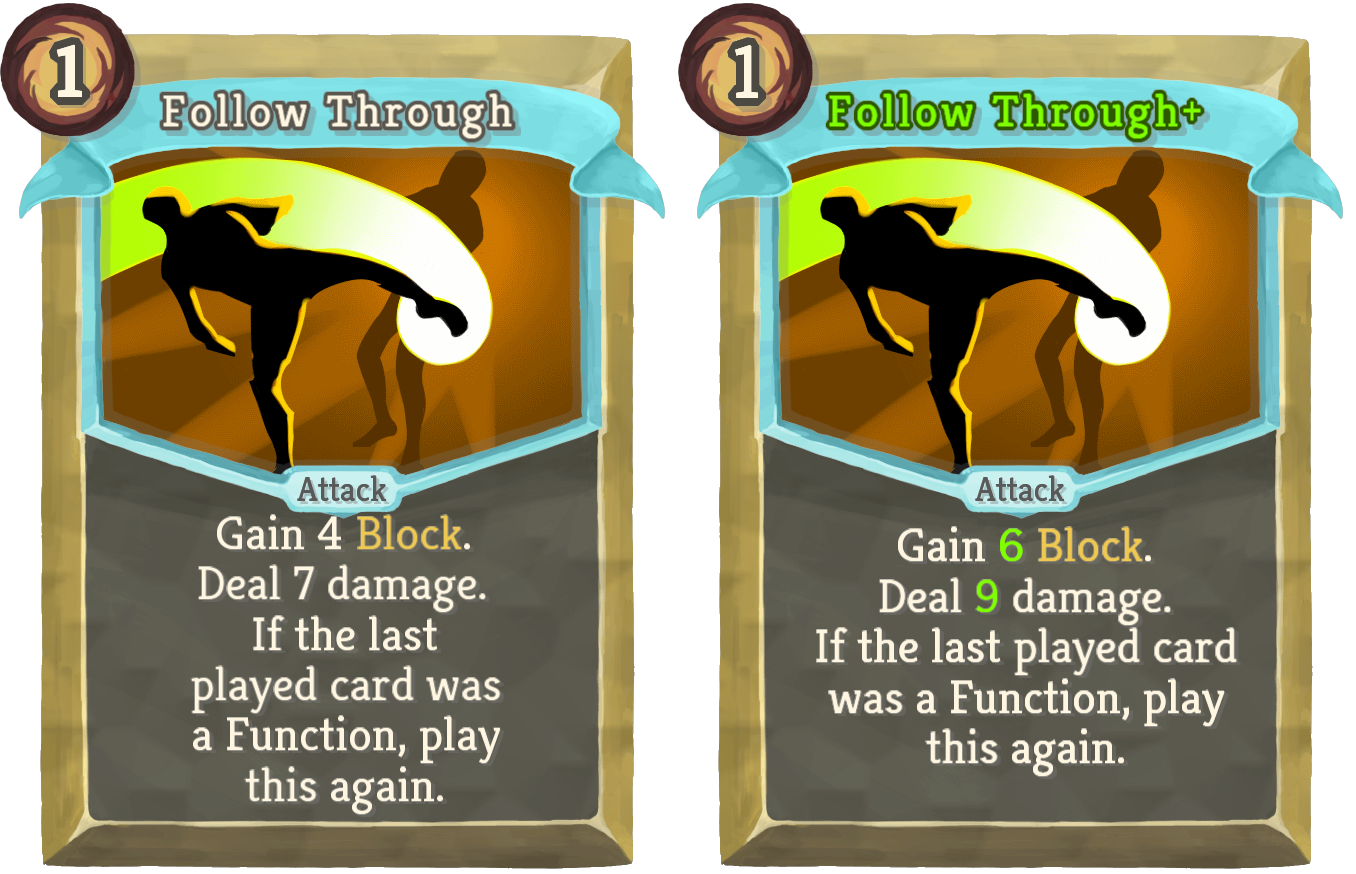 1
Follow Through
Attack
Gain 4 Block.
Deal 7 damage.
If the last
played card was
a Function, play
this again.
1
Follow Through+
Attack
Gain 6 Block.
Deal 9 damage.
If the last played card
was a Function, play
this again.